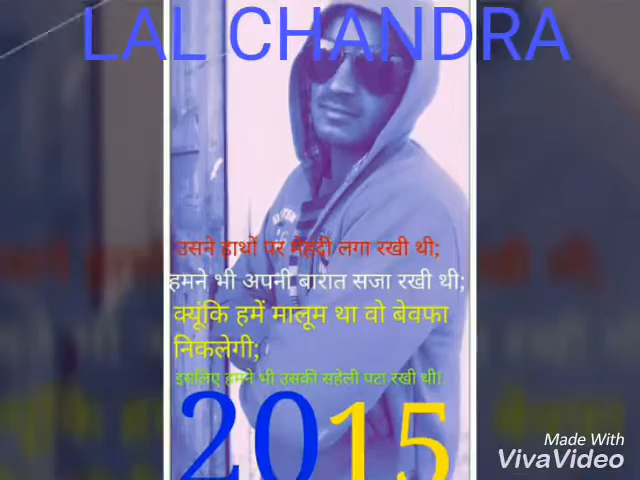 LAL CHANDRA
उसने हाथों पर मेंहदीं लगा रखी थी;
हमने भी अपनी बारात सजा रखी थी;
क्यूंकि हमें मालूम था वो बेवफा
निकलेगी;
इसलिए हमने भी उसकी सहेली पटा रखी थी!
2015
Made With
VivaVideo